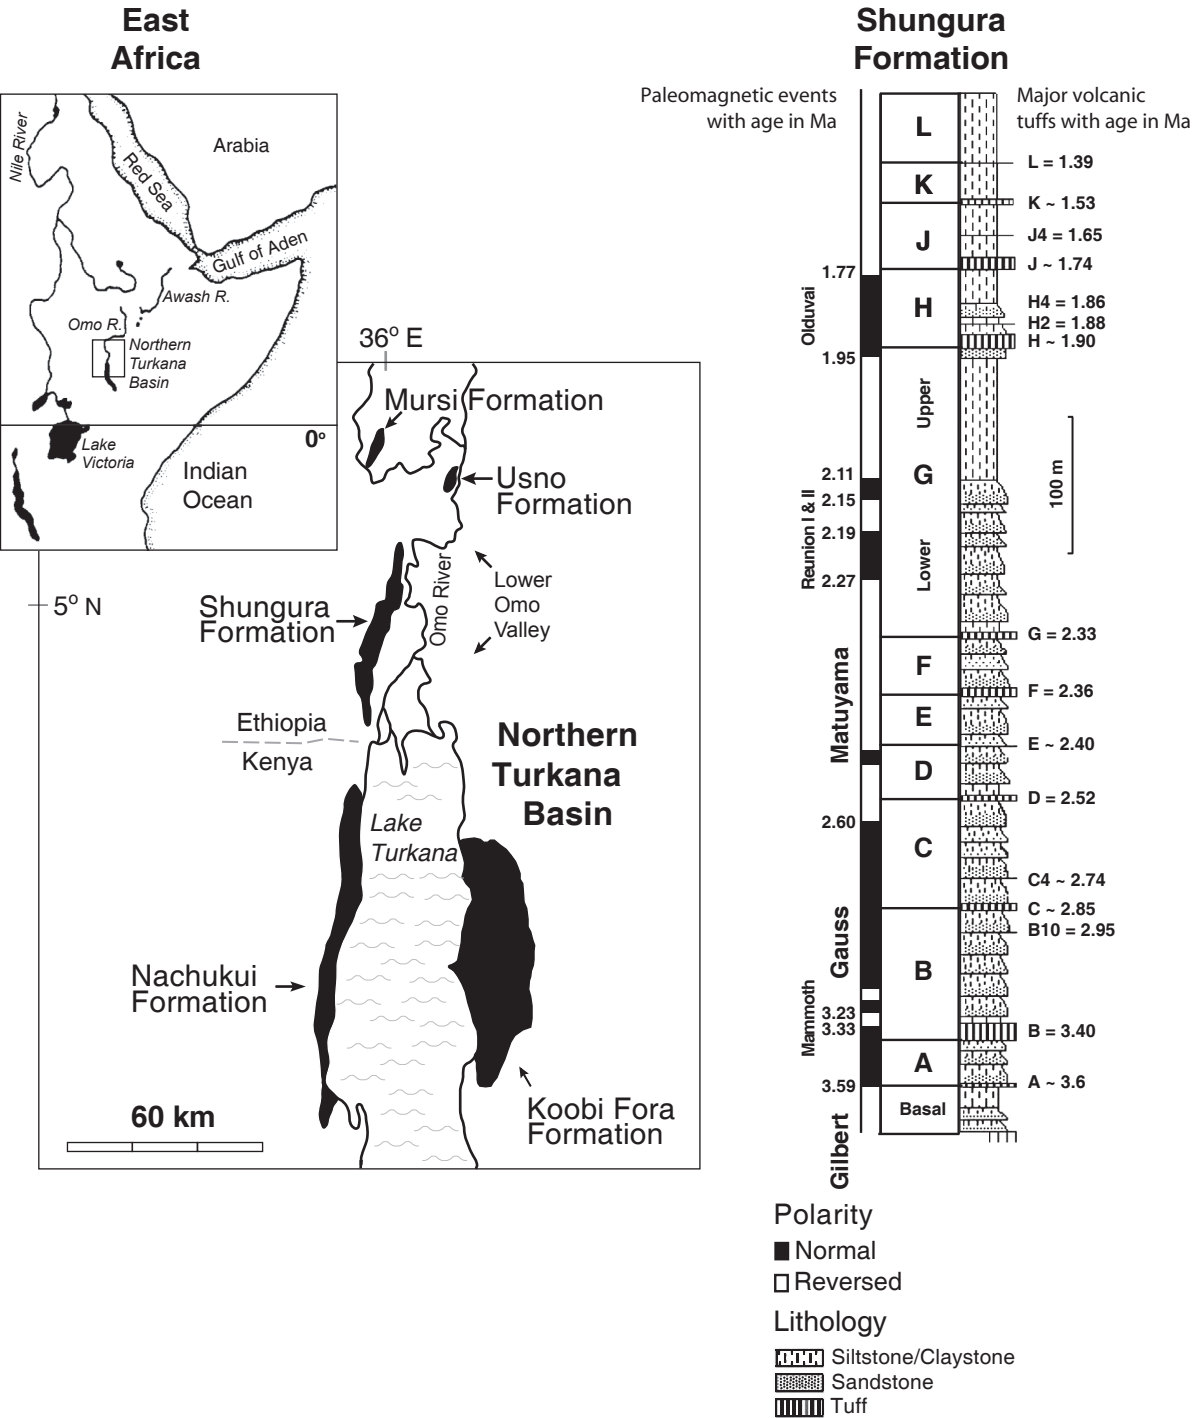 East
Africa
Nile River
Red Sea
Arabia
Gulf of Aden
Awash R.
Omo R.
Northern
Turkana
Basin
0°
Lake
Victoria
Indian
Ocean
36° E
Mursi Formation
Usno
Formation
5° N
Shungura
Formation
Omo River
Lower
Omo
Valley
Ethiopia
Kenya
Northern
Turkana
Basin
Lake
Turkana
Nachukui
Formation
Koobi Fora
Formation
60 km
Shungura
Formation
Paleomagnetic events
with age in Ma
Major volcanic
tuffs with age in Ma
1.77
Olduvai
1.95
2.11
2.15
Reunion I & II
2.19
2.27
Matuyama
2.60
Gauss
Mammoth
3.23
3.33
3.59
Gilbert
L
K
J
H
Upper
G
Lower
F
E
D
C
B
A
Basal
L = 1.39
K ~ 1.53
J4 = 1.65
J ~ 1.74
H4 = 1.86
H2 = 1.88
H ~ 1.90
100 m
G = 2.33
F = 2.36
E ~ 2.40
D = 2.52
C4 ~ 2.74
C ~ 2.85
B10 = 2.95
B = 3.40
A ~ 3.6
Polarity
Normal
Reversed
Lithology
Siltstone/Claystone
Sandstone
Tuff